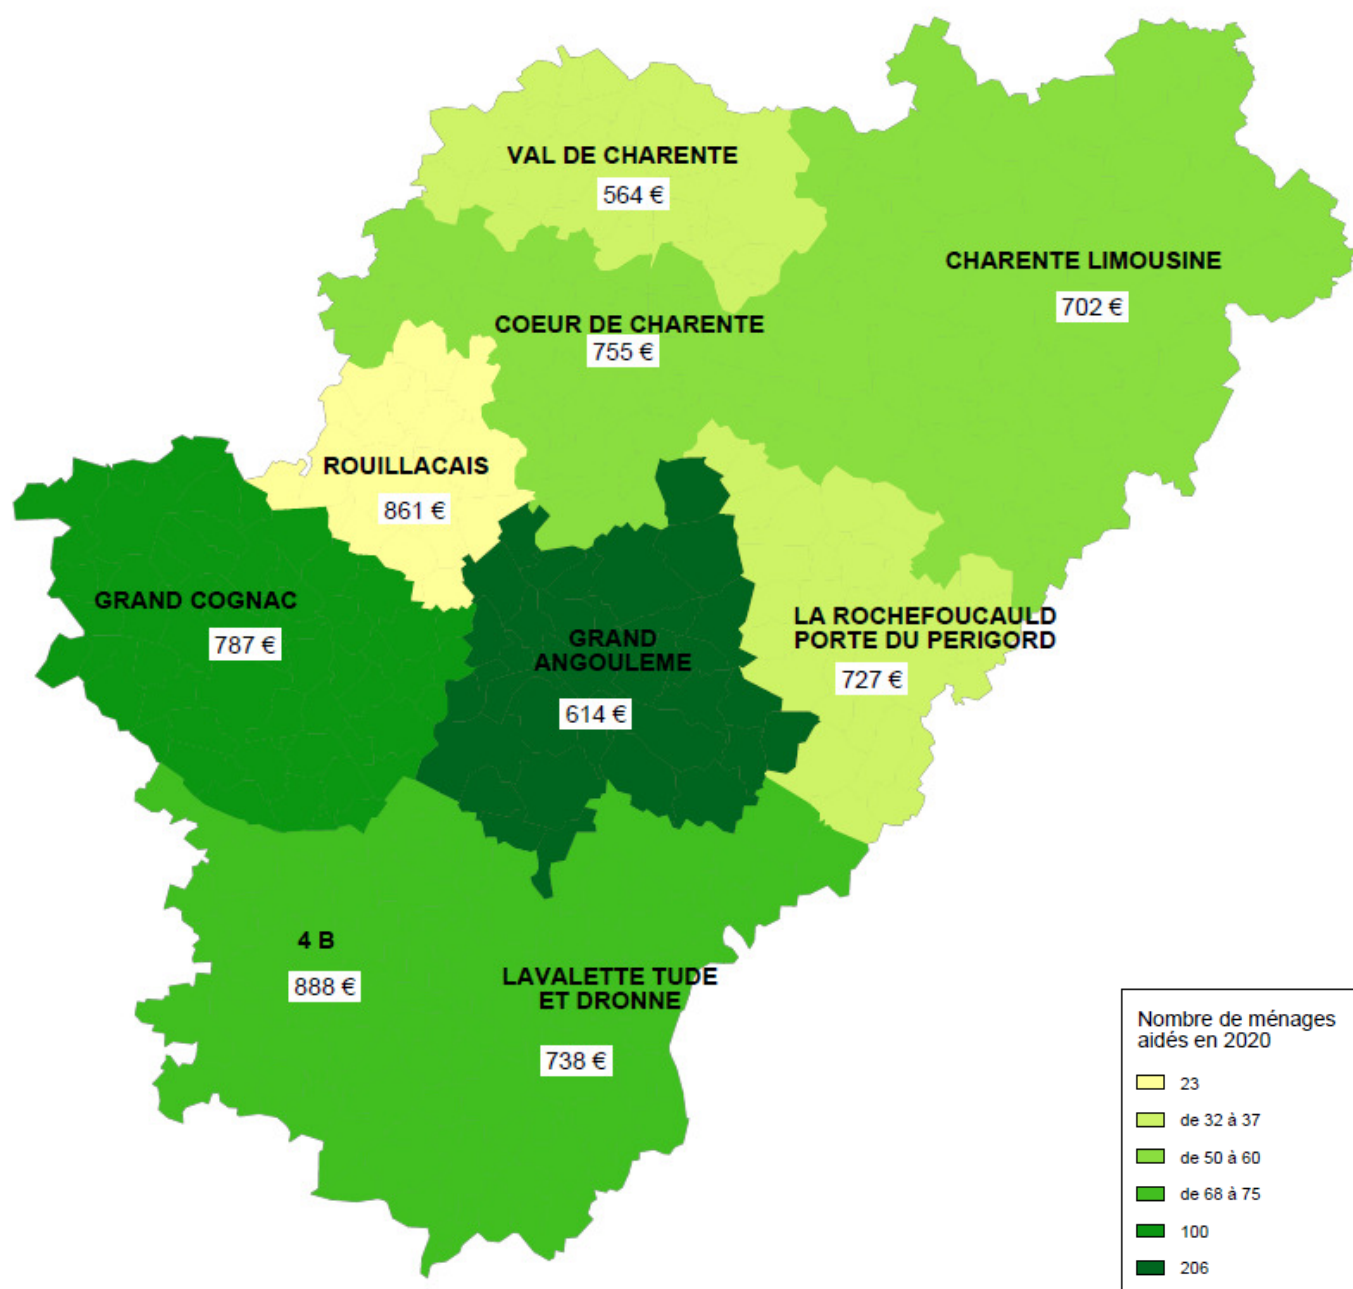 VAL DE CHARENTE
564 €
CHARENTE LIMOUSINE
702 €
COEUR DE CHARENTE
755 €
ROUILLACAIS
861 €
GRAND COGNAC
787 €
GRAND
ANGOULEME
614 €
LA ROCHEFOUCAULD
PORTE DU PERIGORD
727 €
4 B
888 €
LAVALETTE TUDE
ET DRONNE
738 €
Nombre de ménages
aidés en 2020
23
de 32 à 37
de 50 à 60
de 68 à 75
100
206